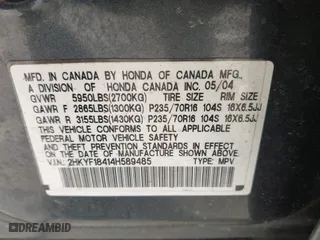 MFD. IN CANADA BY HONDA OF CANADA MFG.,
A DIVISION OF HONDA CANADA INC. 05/04
GVWR 5950LBS(2700KG) TIRE SIZE RIM SIZE
GAWR F 2865LBS(1300KG) P235/70R16 104S 16X6.5JJ
GAWR R 3155LBS(1430KG) P235/70R16 104S 16X6.5JJ
THIS VEHICLE CONFORMS TO ALL APPLICABLE
FEDERAL MOTOR VEHICLE SAFETY AND BUMPER
STANDARDS IN EFFECT ON THE DATE OF
MANUFACTURE SHOWN ABOVE.
V.I.N.: 2HKYF18414H589485 TYPE: MPV
DREAMBID